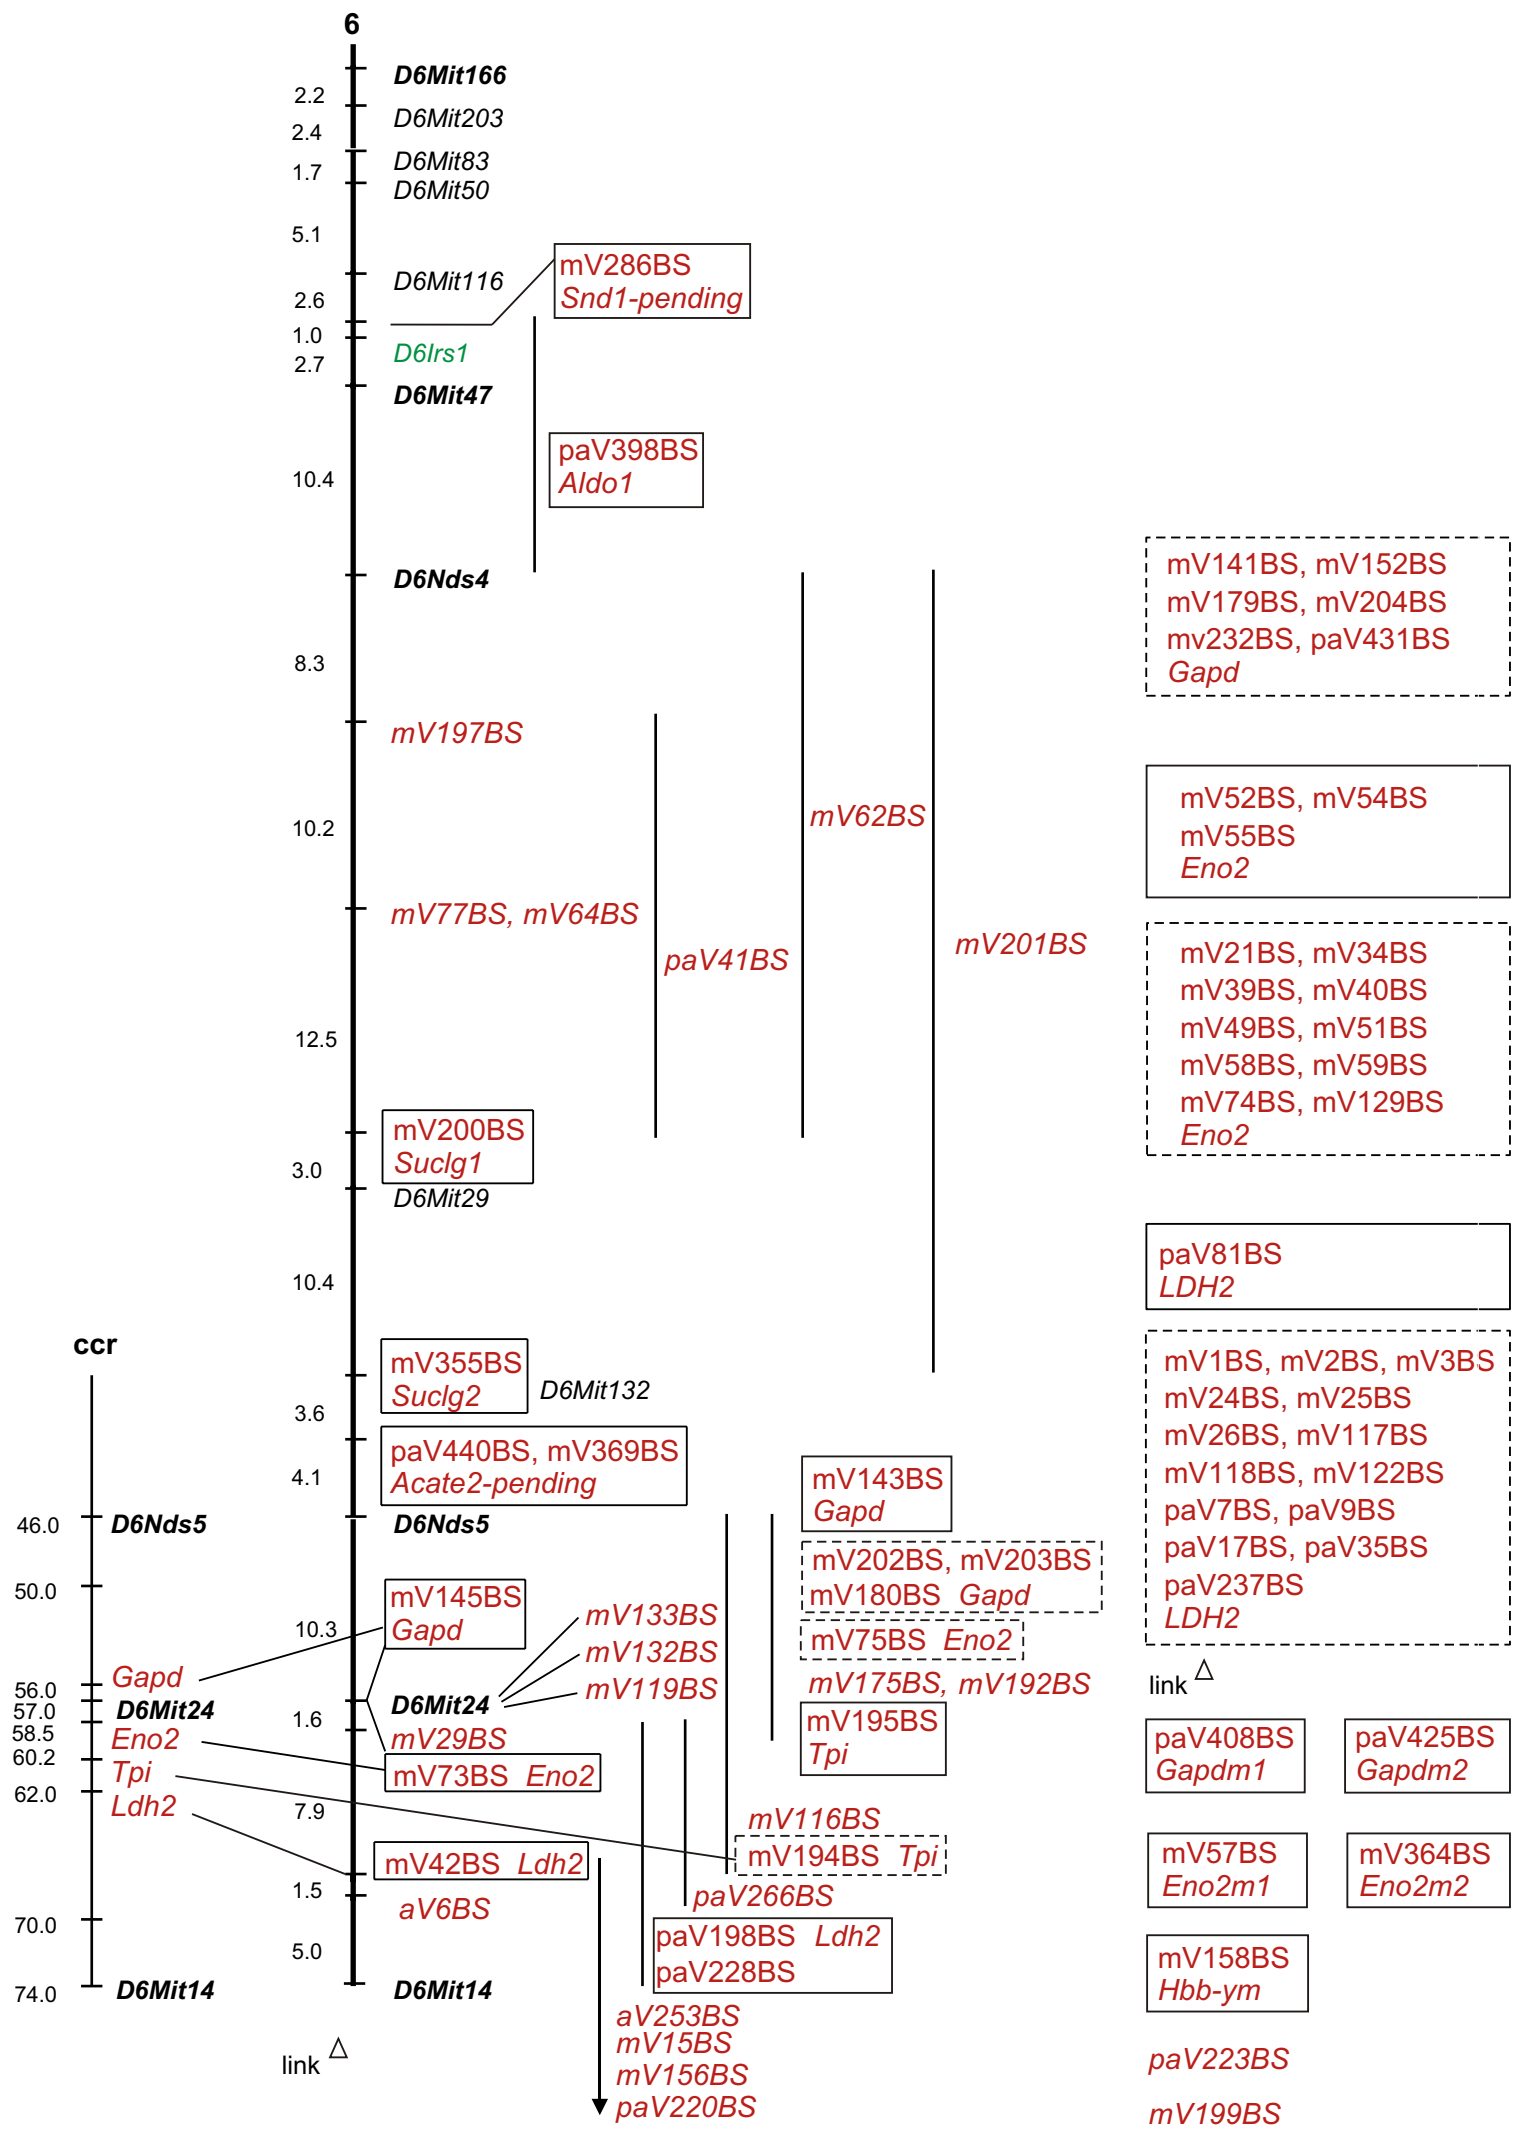 6
D6Mit166
2.2
D6Mit203
2.4
D6Mit83
1.7
D6Mit50
5.1
D6Mit116
mV286BS
Snd1-pending
2.6
1.0
D6Irs1
2.7
D6Mit47
paV398BS
Aldo1
10.4
D6Nds4
8.3
mV197BS
10.2
mV62BS
mV77BS, mV64BS
paV41BS
mV201BS
12.5
mV200BS
Suclg1
3.0
D6Mit29
10.4
mV355BS
Suclg2
D6Mit132
3.6
paV440BS, mV369BS
Acate2-pending
4.1
D6Nds5
mV145BS
Gapd
10.3
mV133BS
mV132BS
mV119BS
D6Mit24
1.6
mV29BS
mV73BS Eno2
7.9
mV42BS Ldh2
1.5
aV6BS
5.0
D6Mit14
link Δ
ccr
46.0
D6Nds5
50.0
Gapd
56.0
57.0
D6Mit24
58.5
Eno2
60.2
Tpi
62.0
Ldh2
70.0
74.0
D6Mit14
mV143BS
Gapd
mV202BS, mV203BS
mV180BS Gapd
mV75BS Eno2
mV175BS, mV192BS
mV195BS
Tpi
mV116BS
mV194BS Tpi
paV266BS
paV198BS Ldh2
paV228BS
aV253BS
mV15BS
mV156BS
paV220BS
mV141BS, mV152BS
mV179BS, mV204BS
mv232BS, paV431BS
Gapd
mV52BS, mV54BS
mV55BS
Eno2
mV21BS, mV34BS
mV39BS, mV40BS
mV49BS, mV51BS
mV58BS, mV59BS
mV74BS, mV129BS
Eno2
paV81BS
LDH2
mV1BS, mV2BS, mV3BS
mV24BS, mV25BS
mV26BS, mV117BS
mV118BS, mV122BS
paV7BS, paV9BS
paV17BS, paV35BS
paV237BS
LDH2
link Δ
paV408BS
Gapdm1
paV425BS
Gapdm2
mV57BS
Eno2m1
mV364BS
Eno2m2
mV158BS
Hbb-ym
paV223BS
mV199BS